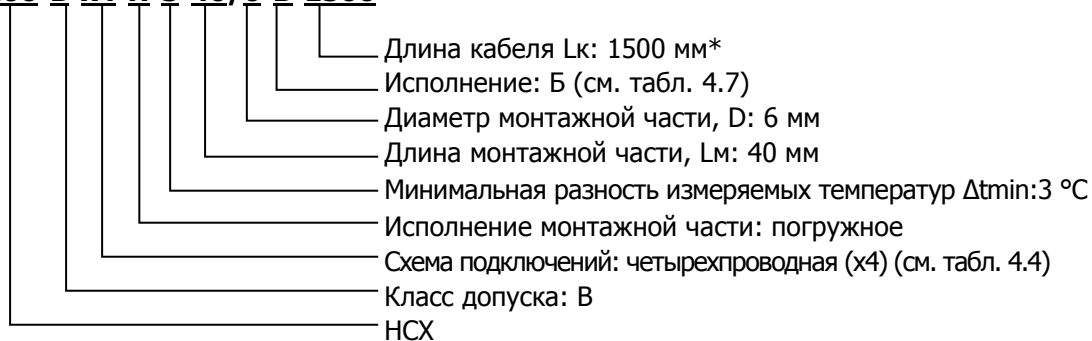 Длина кабеля Lк: 1500 мм*
Исполнение: Б (см. табл. 4.7)
Диаметр монтажной части, D: 6 мм
Длина монтажной части, Lм: 40 мм
Минимальная разность измеряемых температур Δtmin:3 °С
Исполнение монтажной части: погружное
Схема подключений: четырехпроводная (х4) (см. табл. 4.4)
Класс допуска: В
НСХ